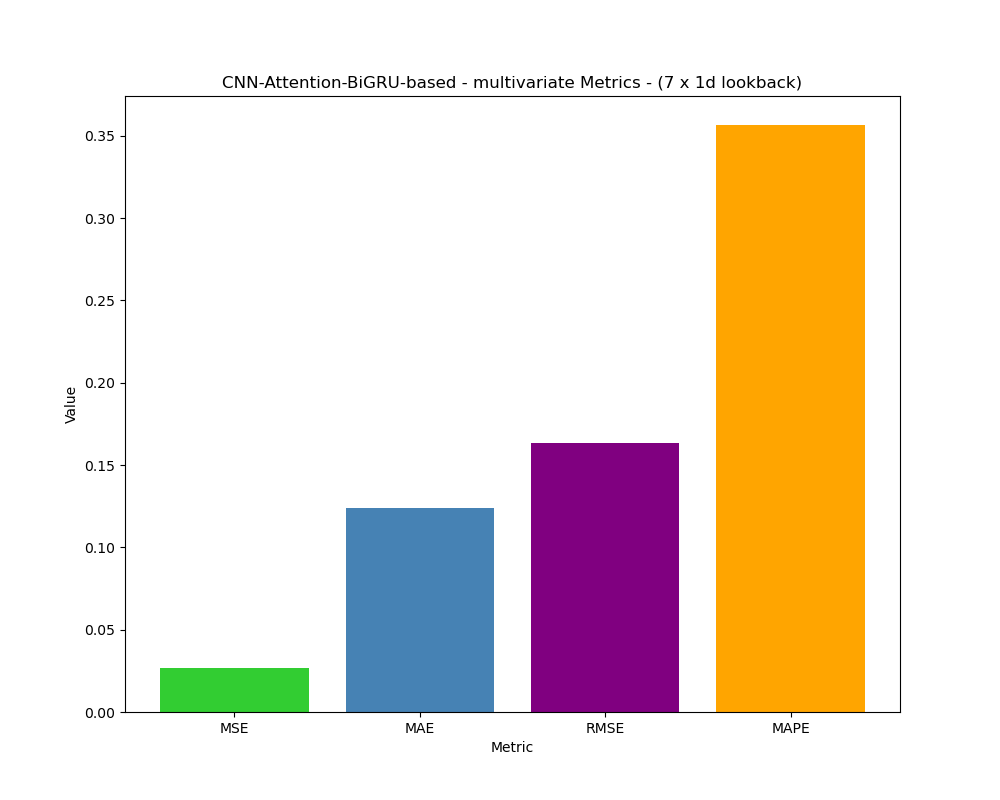 CNN-Attention-BiGRU-based - multivariate Metrics - (7 x 1d lookback)
0.35
0.30
0.25
0.20
0.15
0.10
0.05
0.00
Value
MSE MAE RMSE MAPE
Metric